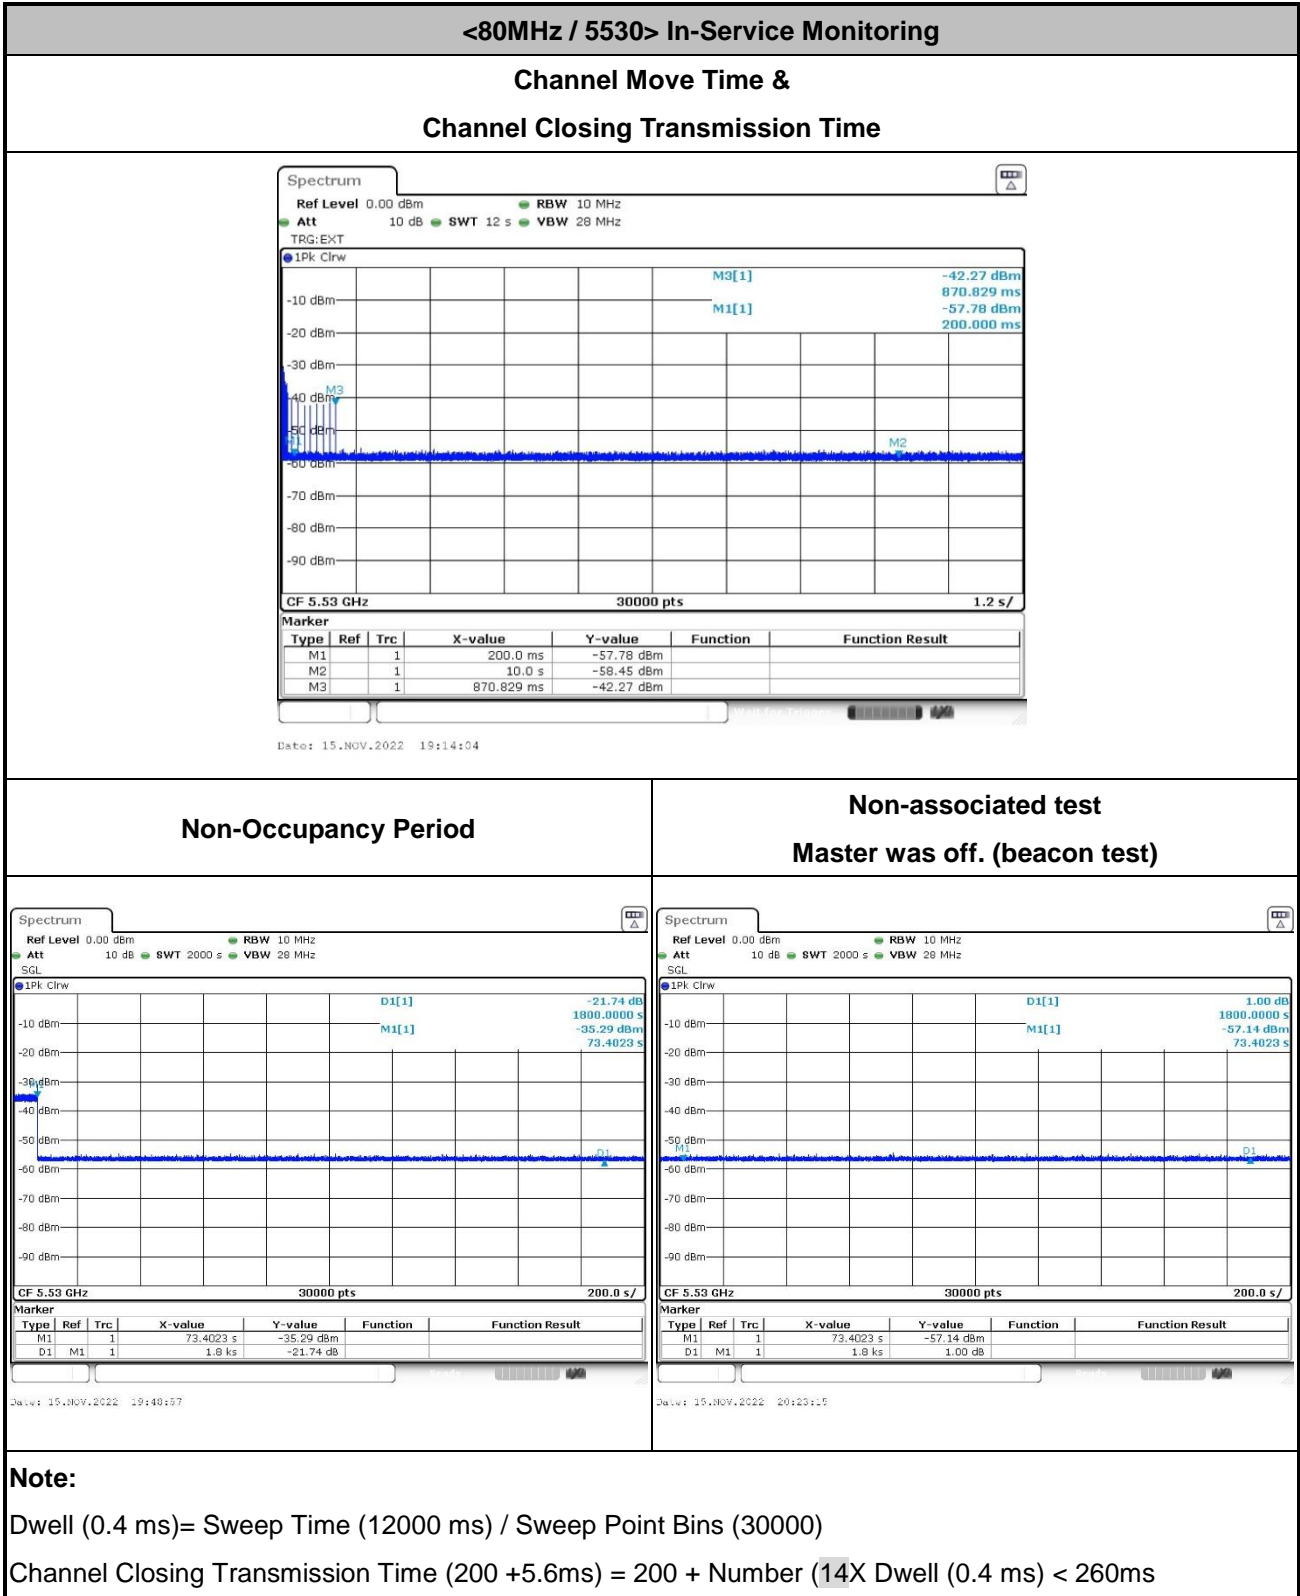 <80MHz / 5530> In-Service Monitoring
Channel Move Time &
Channel Closing Transmission Time
Spectrum
Ref Level 0.00 dBm RBW 10 MHz
Att 10 dB SWT 12 s VBW 28 MHz
TRG:EXT
1Pk Clrw
M3[1] -42.27 dBm
870.829 ms
-10 dBm
M1[1] -57.78 dBm
200.000 ms
-20 dBm
-30 dBm
M3
-40 dBm
-50 dBm
M1
M2
-60 dBm
-70 dBm
-80 dBm
-90 dBm
CF 5.53 GHz 30000 pts 1.2 s/
Marker
Type Ref Trc X-value Y-value Function Function Result
M1 1 200.0 ms -57.78 dBm
M2 1 10.0 s -58.45 dBm
M3 1 870.829 ms -42.27 dBm
Date: 15.NOV.2022 19:14:04
Non-Occupancy Period
Non-associated test
Master was off. (beacon test)
Spectrum
Ref Level 0.00 dBm RBW 10 MHz
Att 10 dB SWT 2000 s VBW 28 MHz
SGL
1Pk Clrw
D1[1] -21.74 dB
1800.0000 s
-10 dBm
M1[1] -35.29 dBm
73.4023 s
-20 dBm
-30 dBm
-40 dBm
-50 dBm
D1
-60 dBm
-70 dBm
-80 dBm
-90 dBm
CF 5.53 GHz 30000 pts 200.0 s/
Marker
Type Ref Trc X-value Y-value Function Function Result
M1 1 73.4023 s -35.29 dBm
D1 M1 1 1.8 ks -21.74 dB
Date: 15.NOV.2022 19:48:57
Spectrum
Ref Level 0.00 dBm RBW 10 MHz
Att 10 dB SWT 2000 s VBW 28 MHz
SGL
1Pk Clrw
D1[1] 1.00 dB
1800.0000 s
-10 dBm
M1[1] -57.14 dBm
73.4023 s
-20 dBm
-30 dBm
-40 dBm
-50 dBm
M1
D1
-60 dBm
-70 dBm
-80 dBm
-90 dBm
CF 5.53 GHz 30000 pts 200.0 s/
Marker
Type Ref Trc X-value Y-value Function Function Result
M1 1 73.4023 s -57.14 dBm
D1 M1 1 1.8 ks 1.00 dB
Date: 15.NOV.2022 20:23:15
Note:
Dwell (0.4 ms)= Sweep Time (12000 ms) / Sweep Point Bins (30000)
Channel Closing Transmission Time (200 +5.6ms) = 200 + Number (14X Dwell (0.4 ms) < 260ms